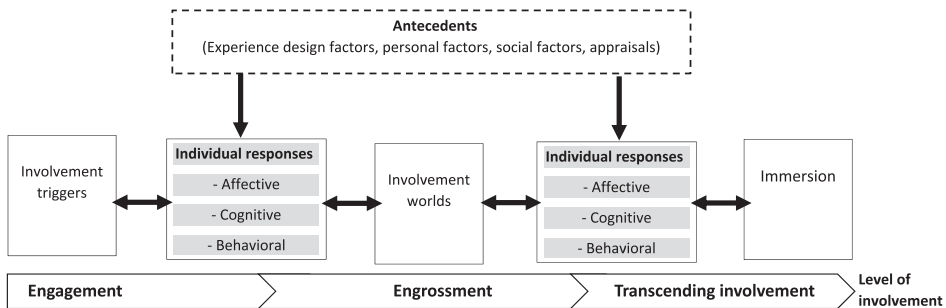 Antecedents
(Experience design factors, personal factors, social factors, appraisals)
Involvement
triggers
Individual responses
- Affective
- Cognitive
- Behavioral
Involvement
worlds
Individual responses
- Affective
- Cognitive
- Behavioral
Immersion
Engagement
Engrossment
Transcending involvement
Level of
involvement